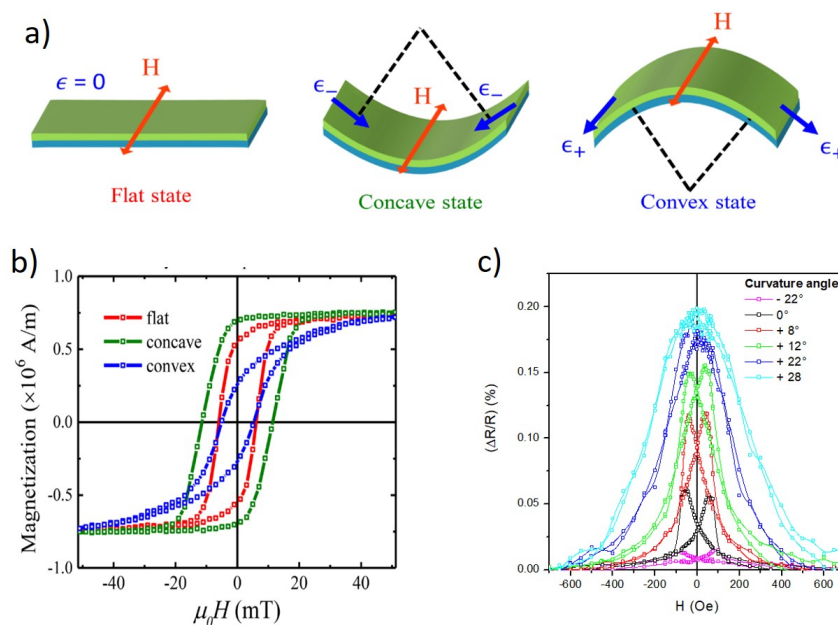 a)
ϵ = 0
H
Flat state
ϵ−
H
ϵ−
Concave state
H
ϵ+
ϵ+
Convex state
b)
Magnetization (×10⁶ A/m)
1.0
0.5
0.0
-0.5
-1.0
flat
concave
convex
-40 -20 0 20 40
μ₀H (mT)
c)
(ΔR/R) (%)
0.20
0.15
0.10
0.05
0.00
Curvature angle
- 22°
0°
+ 8°
+ 12°
+ 22°
+ 28
-600 -400 -200 0 200 400 600
H (Oe)